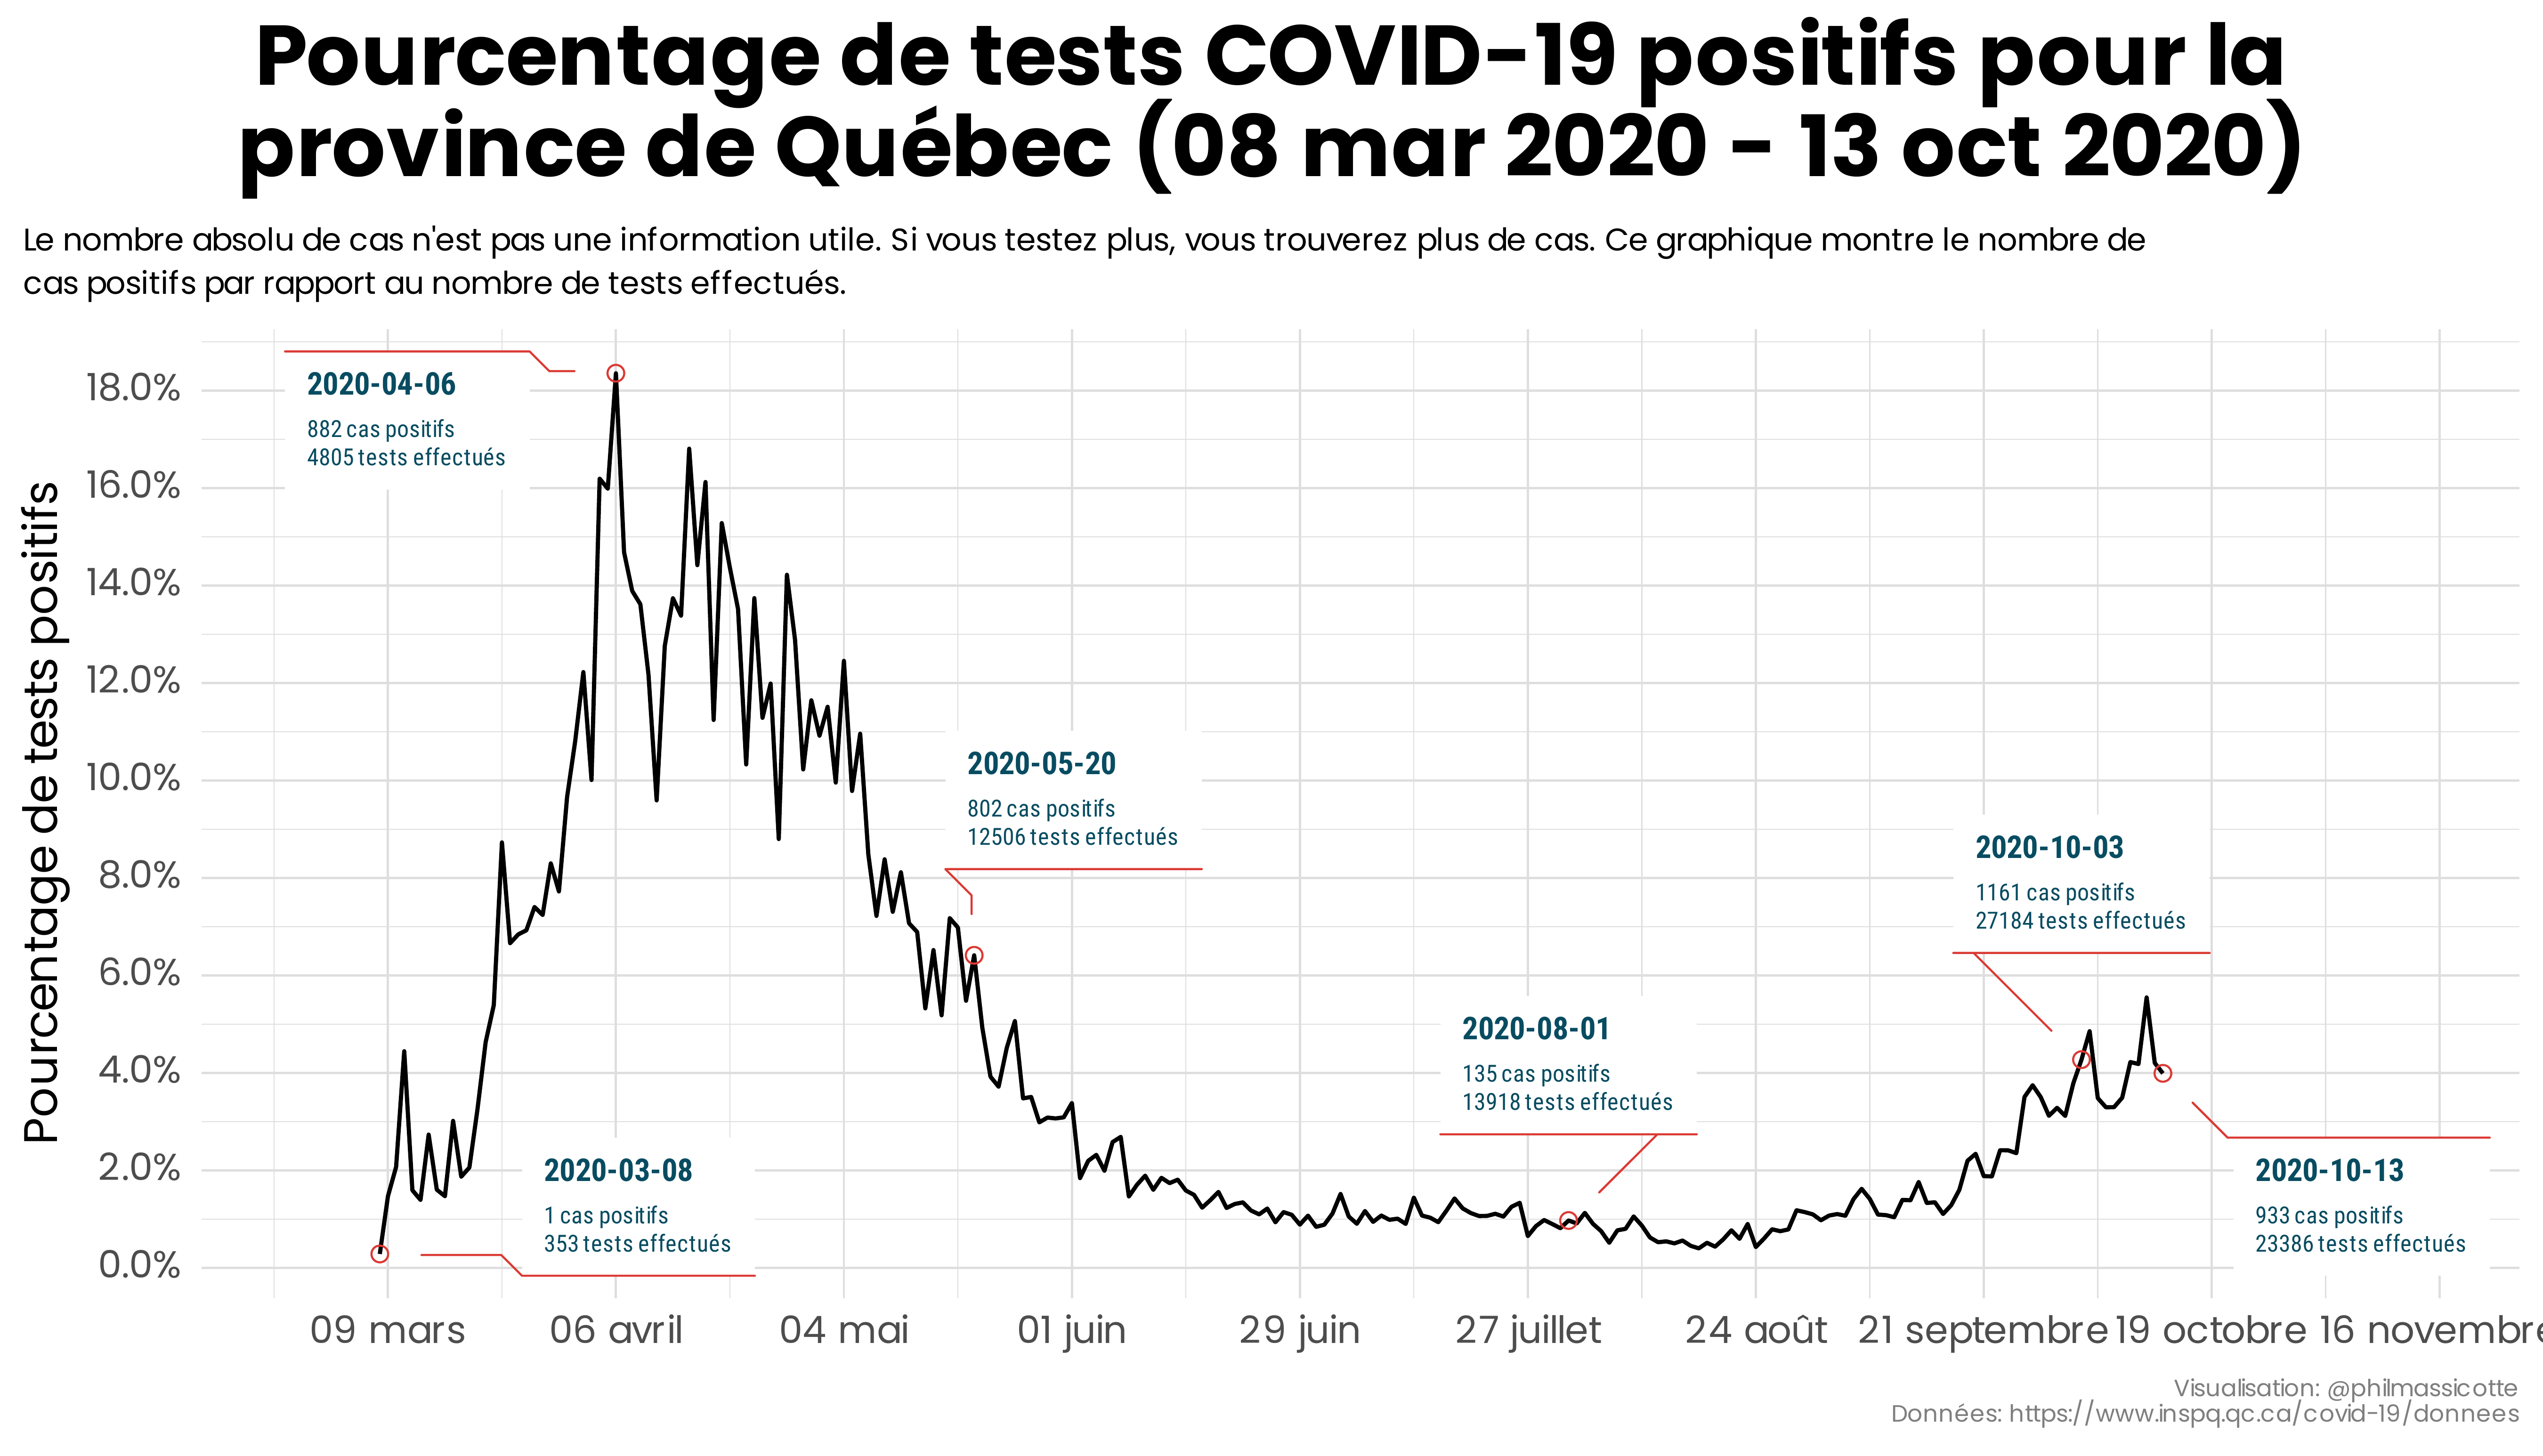 Pourcentage de tests COVID-19 positifs pour la
province de Québec (08 mar 2020 - 13 oct 2020)
Le nombre absolu de cas n'est pas une information utile. Si vous testez plus, vous trouverez plus de cas. Ce graphique montre le nombre de
cas positifs par rapport au nombre de tests effectués.
Pourcentage de tests positifs
18.0%
16.0%
14.0%
12.0%
10.0%
8.0%
6.0%
4.0%
2.0%
0.0%
2020-04-06
882 cas positifs
4805 tests effectués
2020-05-20
802 cas positifs
12506 tests effectués
2020-10-03
1161 cas positifs
27184 tests effectués
2020-08-01
135 cas positifs
13918 tests effectués
2020-03-08
1 cas positifs
353 tests effectués
2020-10-13
933 cas positifs
23386 tests effectués
09 mars 06 avril 04 mai 01 juin 29 juin 27 juillet 24 août 21 septembre 19 octobre 16 novembre
Visualisation: @philmassicotte
Données: https://www.inspq.qc.ca/covid-19/donnees